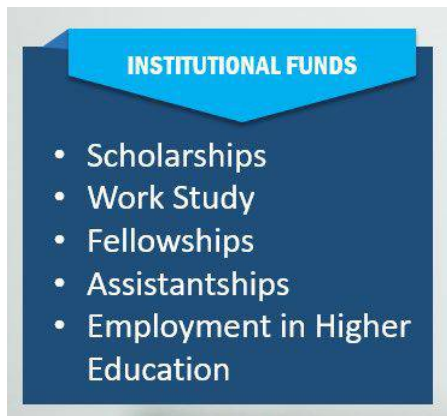 INSTITUTIONAL FUNDS
• Scholarships
• Work Study
• Fellowships
• Assistantships
• Employment in Higher
Education